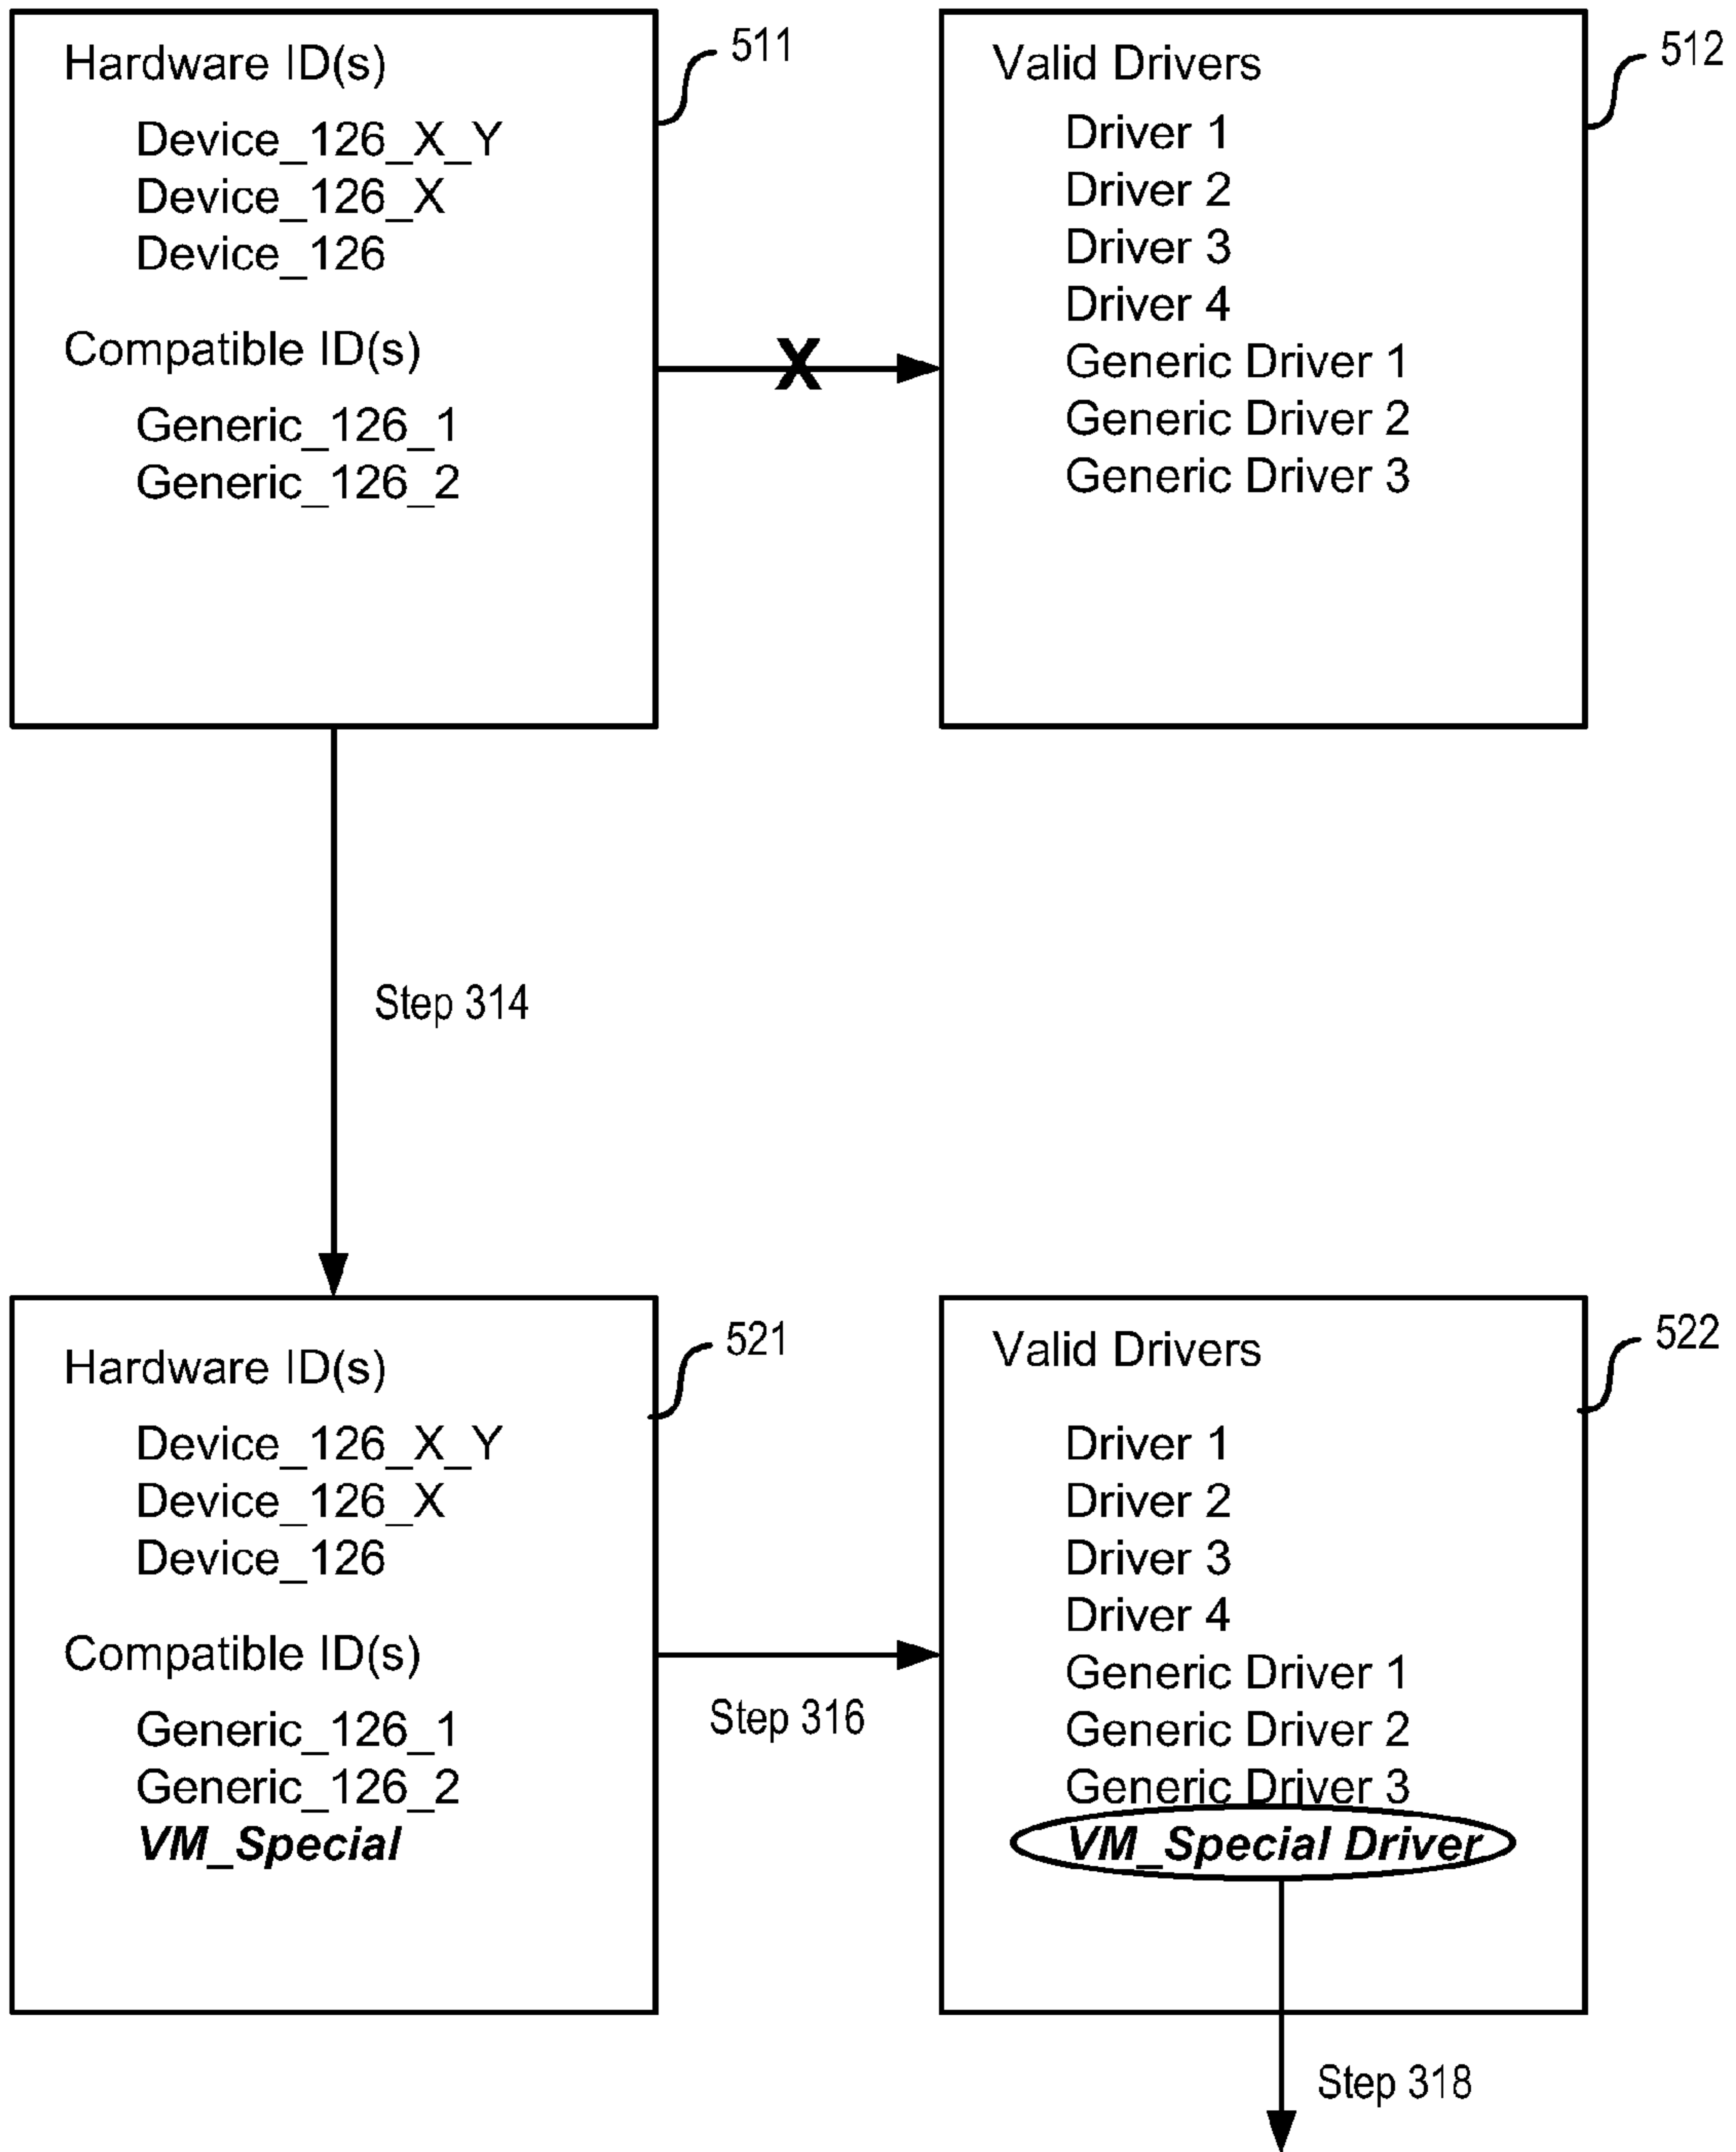 Hardware ID(s)
Device_126_X_Y
Device_126_X
Device_126
Compatible ID(s)
Generic_126_1
Generic_126_2
511
X
Valid Drivers
Driver 1
Driver 2
Driver 3
Driver 4
Generic Driver 1
Generic Driver 2
Generic Driver 3
512
Step 314
Hardware ID(s)
Device_126_X_Y
Device_126_X
Device_126
Compatible ID(s)
Generic_126_1
Generic_126_2
VM_Special
521
Step 316
Valid Drivers
Driver 1
Driver 2
Driver 3
Driver 4
Generic Driver 1
Generic Driver 2
Generic Driver 3
VM_Special Driver
522
Step 318